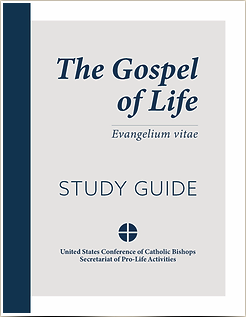 The Gospel
of Life
Evangelium vitae
STUDY GUIDE
United States Conference of Catholic Bishops
Secretariat of Pro-Life Activities